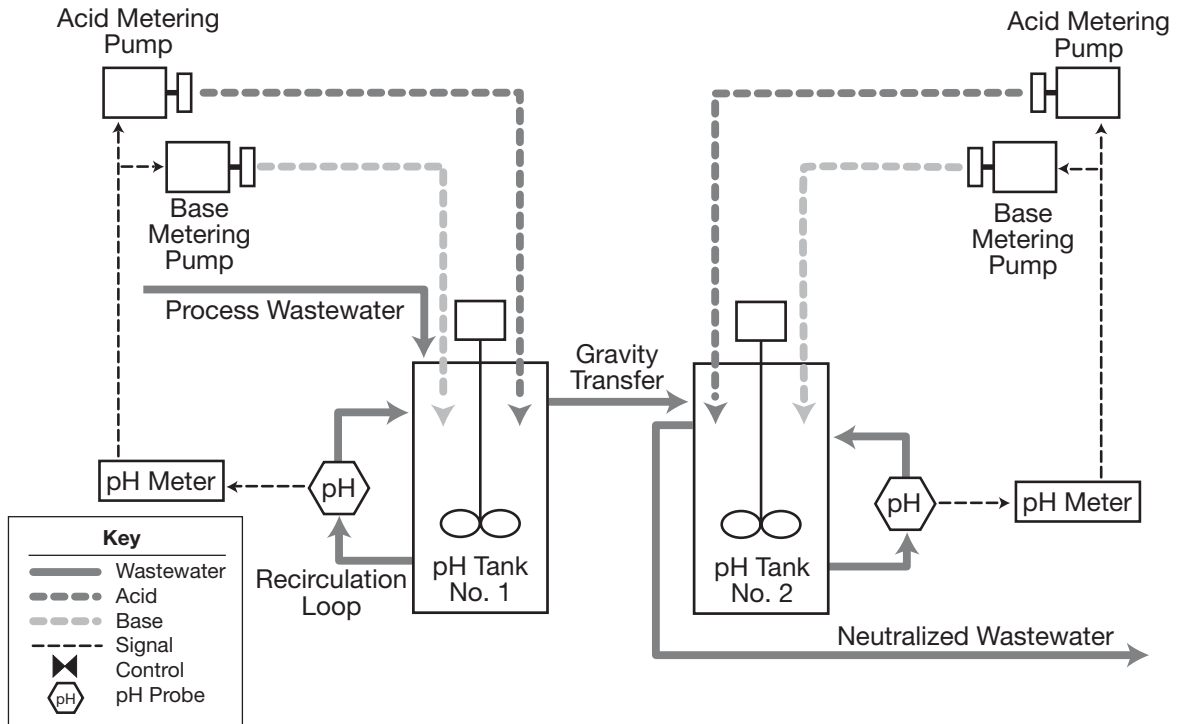 Acid Metering
Pump
Acid Metering
Pump
Base
Metering
Pump
Base
Metering
Pump
Process Wastewater
Gravity
Transfer
pH Meter
pH
pH
pH Meter
Recirculation
Loop
pH Tank
No. 1
pH Tank
No. 2
Neutralized Wastewater
Key
Wastewater
Acid
Base
Signal
Control
pH
pH Probe